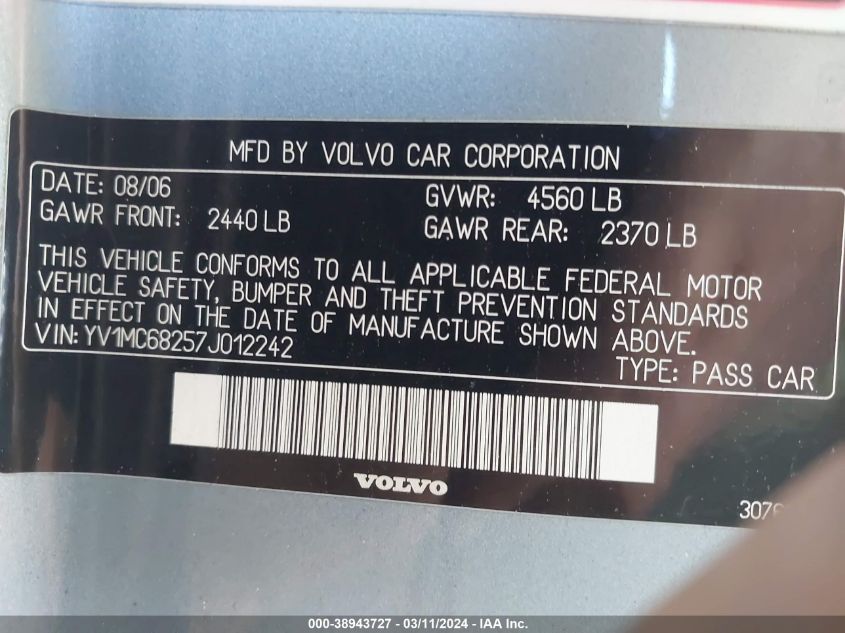 MFD BY VOLVO CAR CORPORATION
DATE: 08/06 GVWR: 4560 LB
GAWR FRONT: 2440 LB GAWR REAR: 2370 LB
THIS VEHICLE CONFORMS TO ALL APPLICABLE FEDERAL MOTOR
VEHICLE SAFETY, BUMPER AND THEFT PREVENTION STANDARDS
IN EFFECT ON THE DATE OF MANUFACTURE SHOWN ABOVE.
VIN: YV1MC68257J012242
TYPE: PASS CAR
VOLVO
000-38943727 - 03/11/2024 - IAA Inc.